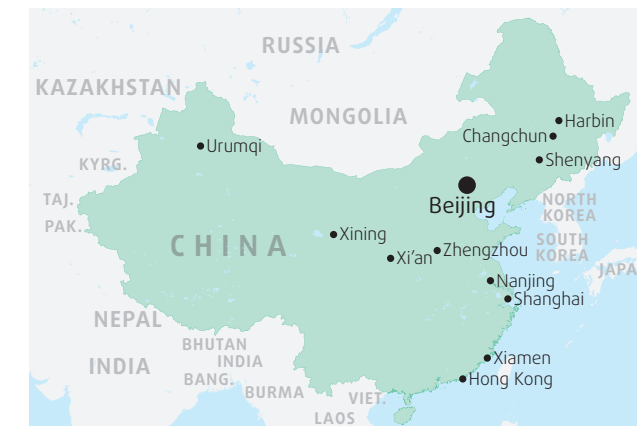 RUSSIA
KAZAKHSTAN
MONGOLIA
Harbin
Changchun
Urumqi
Shenyang
KYRG.
Beijing
TAJ.
NORTH
KOREA
PAK.
Xining
CHINA
Zhengzhou
SOUTH
KOREA
Xi’an
JAPA
Nanjing
Shanghai
NEPAL
BHUTAN
INDIA
INDIA
Xiamen
BANG.
Hong Kong
BURMA
VIET.
LAOS